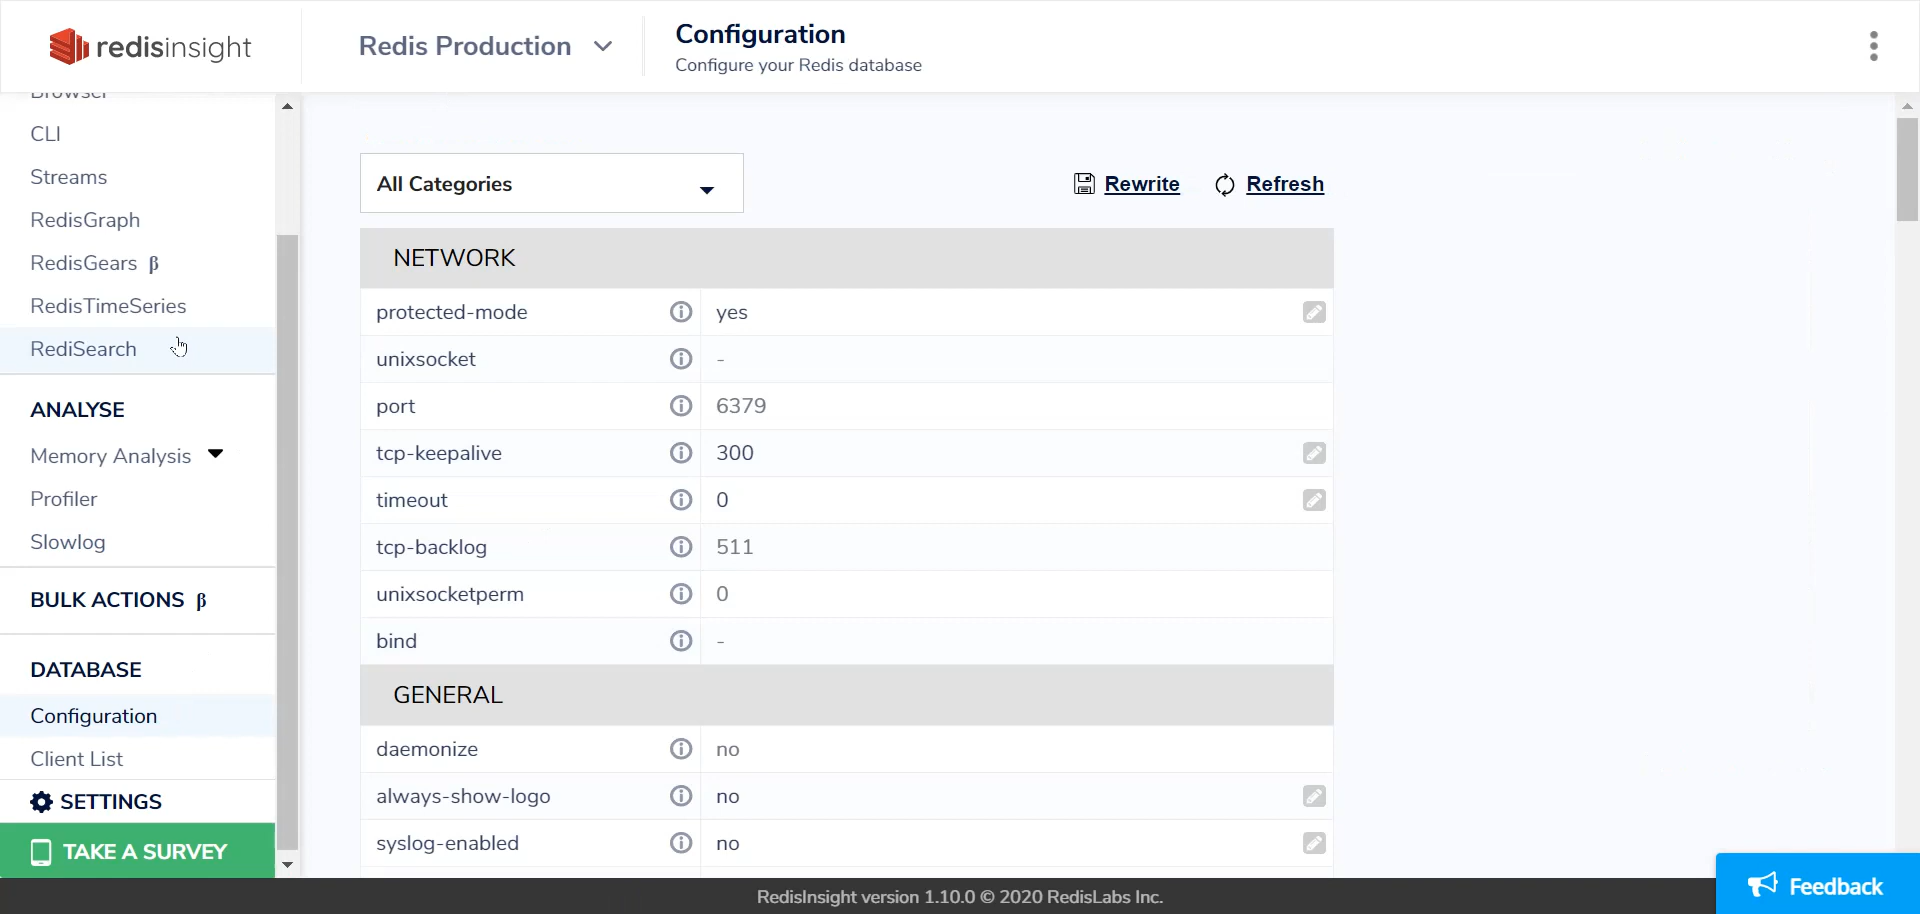 redisinsight
Redis Production
Configuration
Configure your Redis database
Browser
CLI
Streams
RedisGraph
RedisGears β
RedisTimeSeries
RediSearch
ANALYSE
Memory Analysis
Profiler
Slowlog
BULK ACTIONS β
DATABASE
Configuration
Client List
SETTINGS
TAKE A SURVEY
All Categories
Rewrite
Refresh
NETWORK
protected-mode yes
unixsocket -
port 6379
tcp-keepalive 300
timeout 0
tcp-backlog 511
unixsocketperm 0
bind -
GENERAL
daemonize no
always-show-logo no
syslog-enabled no
RedisInsight version 1.10.0 © 2020 RedisLabs Inc.
Feedback